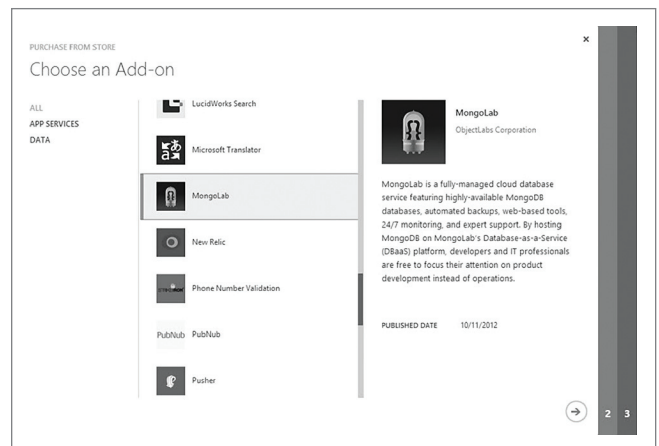 PURCHASE FROM STORE
Choose an Add-on
×
ALL
APP SERVICES
DATA
LucidWorks Search
Microsoft Translator
MongoLab
New Relic
Phone Number Validation
PubNub PubNub
Pusher
MongoLab
ObjectLabs Corporation
MongoLab is a fully-managed cloud database
service featuring highly-available MongoDB
databases, automated backups, web-based tools,
24/7 monitoring, and expert support. By hosting
MongoDB on MongoLab's Database-as-a-Service
(DBaaS) platform, developers and IT professionals
are free to focus their attention on product
development instead of operations.
PUBLISHED DATE 10/11/2012
2 3